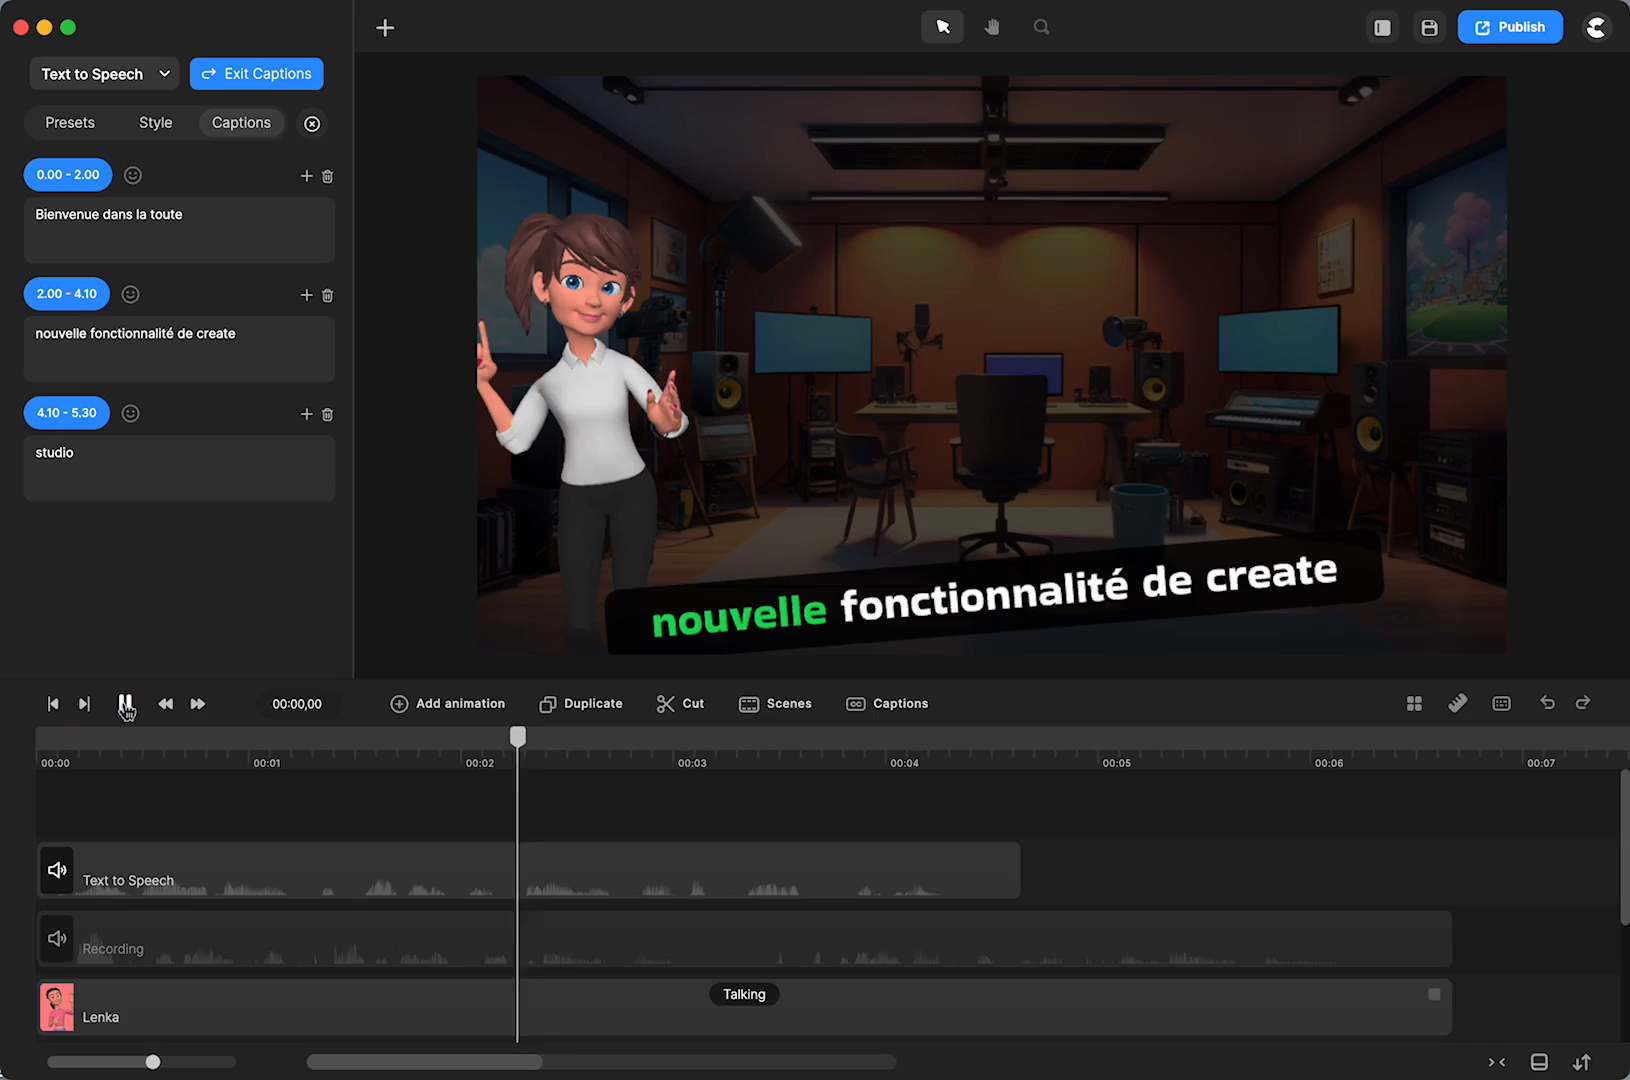 Publish
Text to Speech
Exit Captions
Presets
Style
Captions
0.00 - 2.00
Bienvenue dans la toute
2.00 - 4.10
nouvelle fonctionnalité de create
4.10 - 5.30
studio
nouvelle fonctionnalité de create
00:00,00
Add animation
Duplicate
Cut
Scenes
CC Captions
00:00
00:01
00:02
00:03
00:04
00:05
00:06
00:07
Text to Speech
Recording
Talking
Lenka